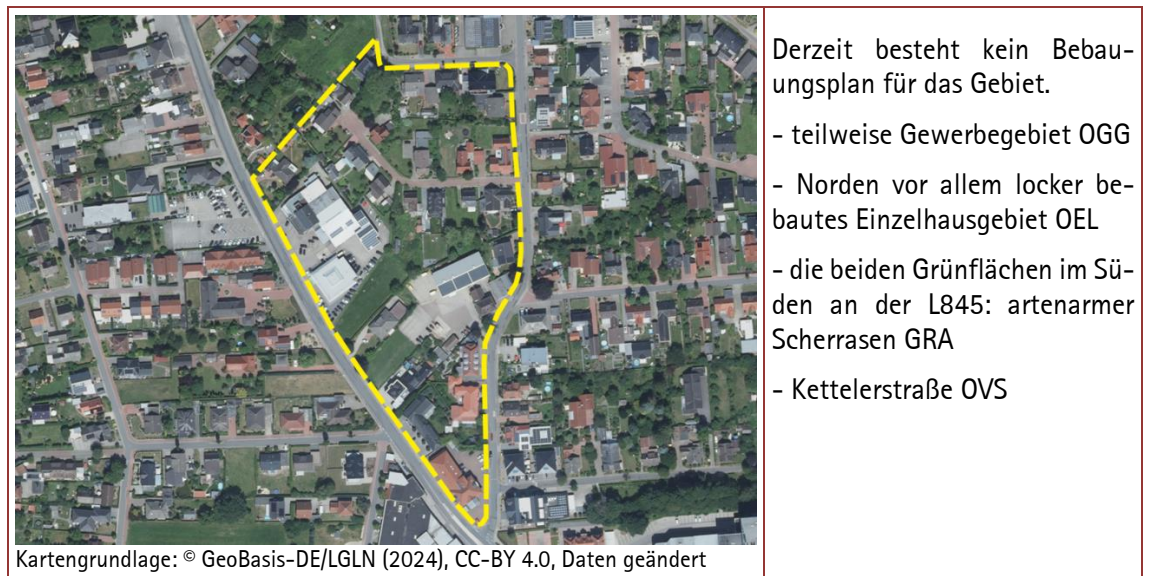 Derzeit besteht kein Bebau-
ungsplan für das Gebiet.
- teilweise Gewerbegebiet OGG
- Norden vor allem locker be-
bautes Einzelhausgebiet OEL
- die beiden Grünflächen im Sü-
den an der L845: artenarmer
Scherrasen GRA
- Kettelerstraße OVS
Kartengrundlage: © GeoBasis-DE/LGLN (2024), CC-BY 4.0, Daten geändert